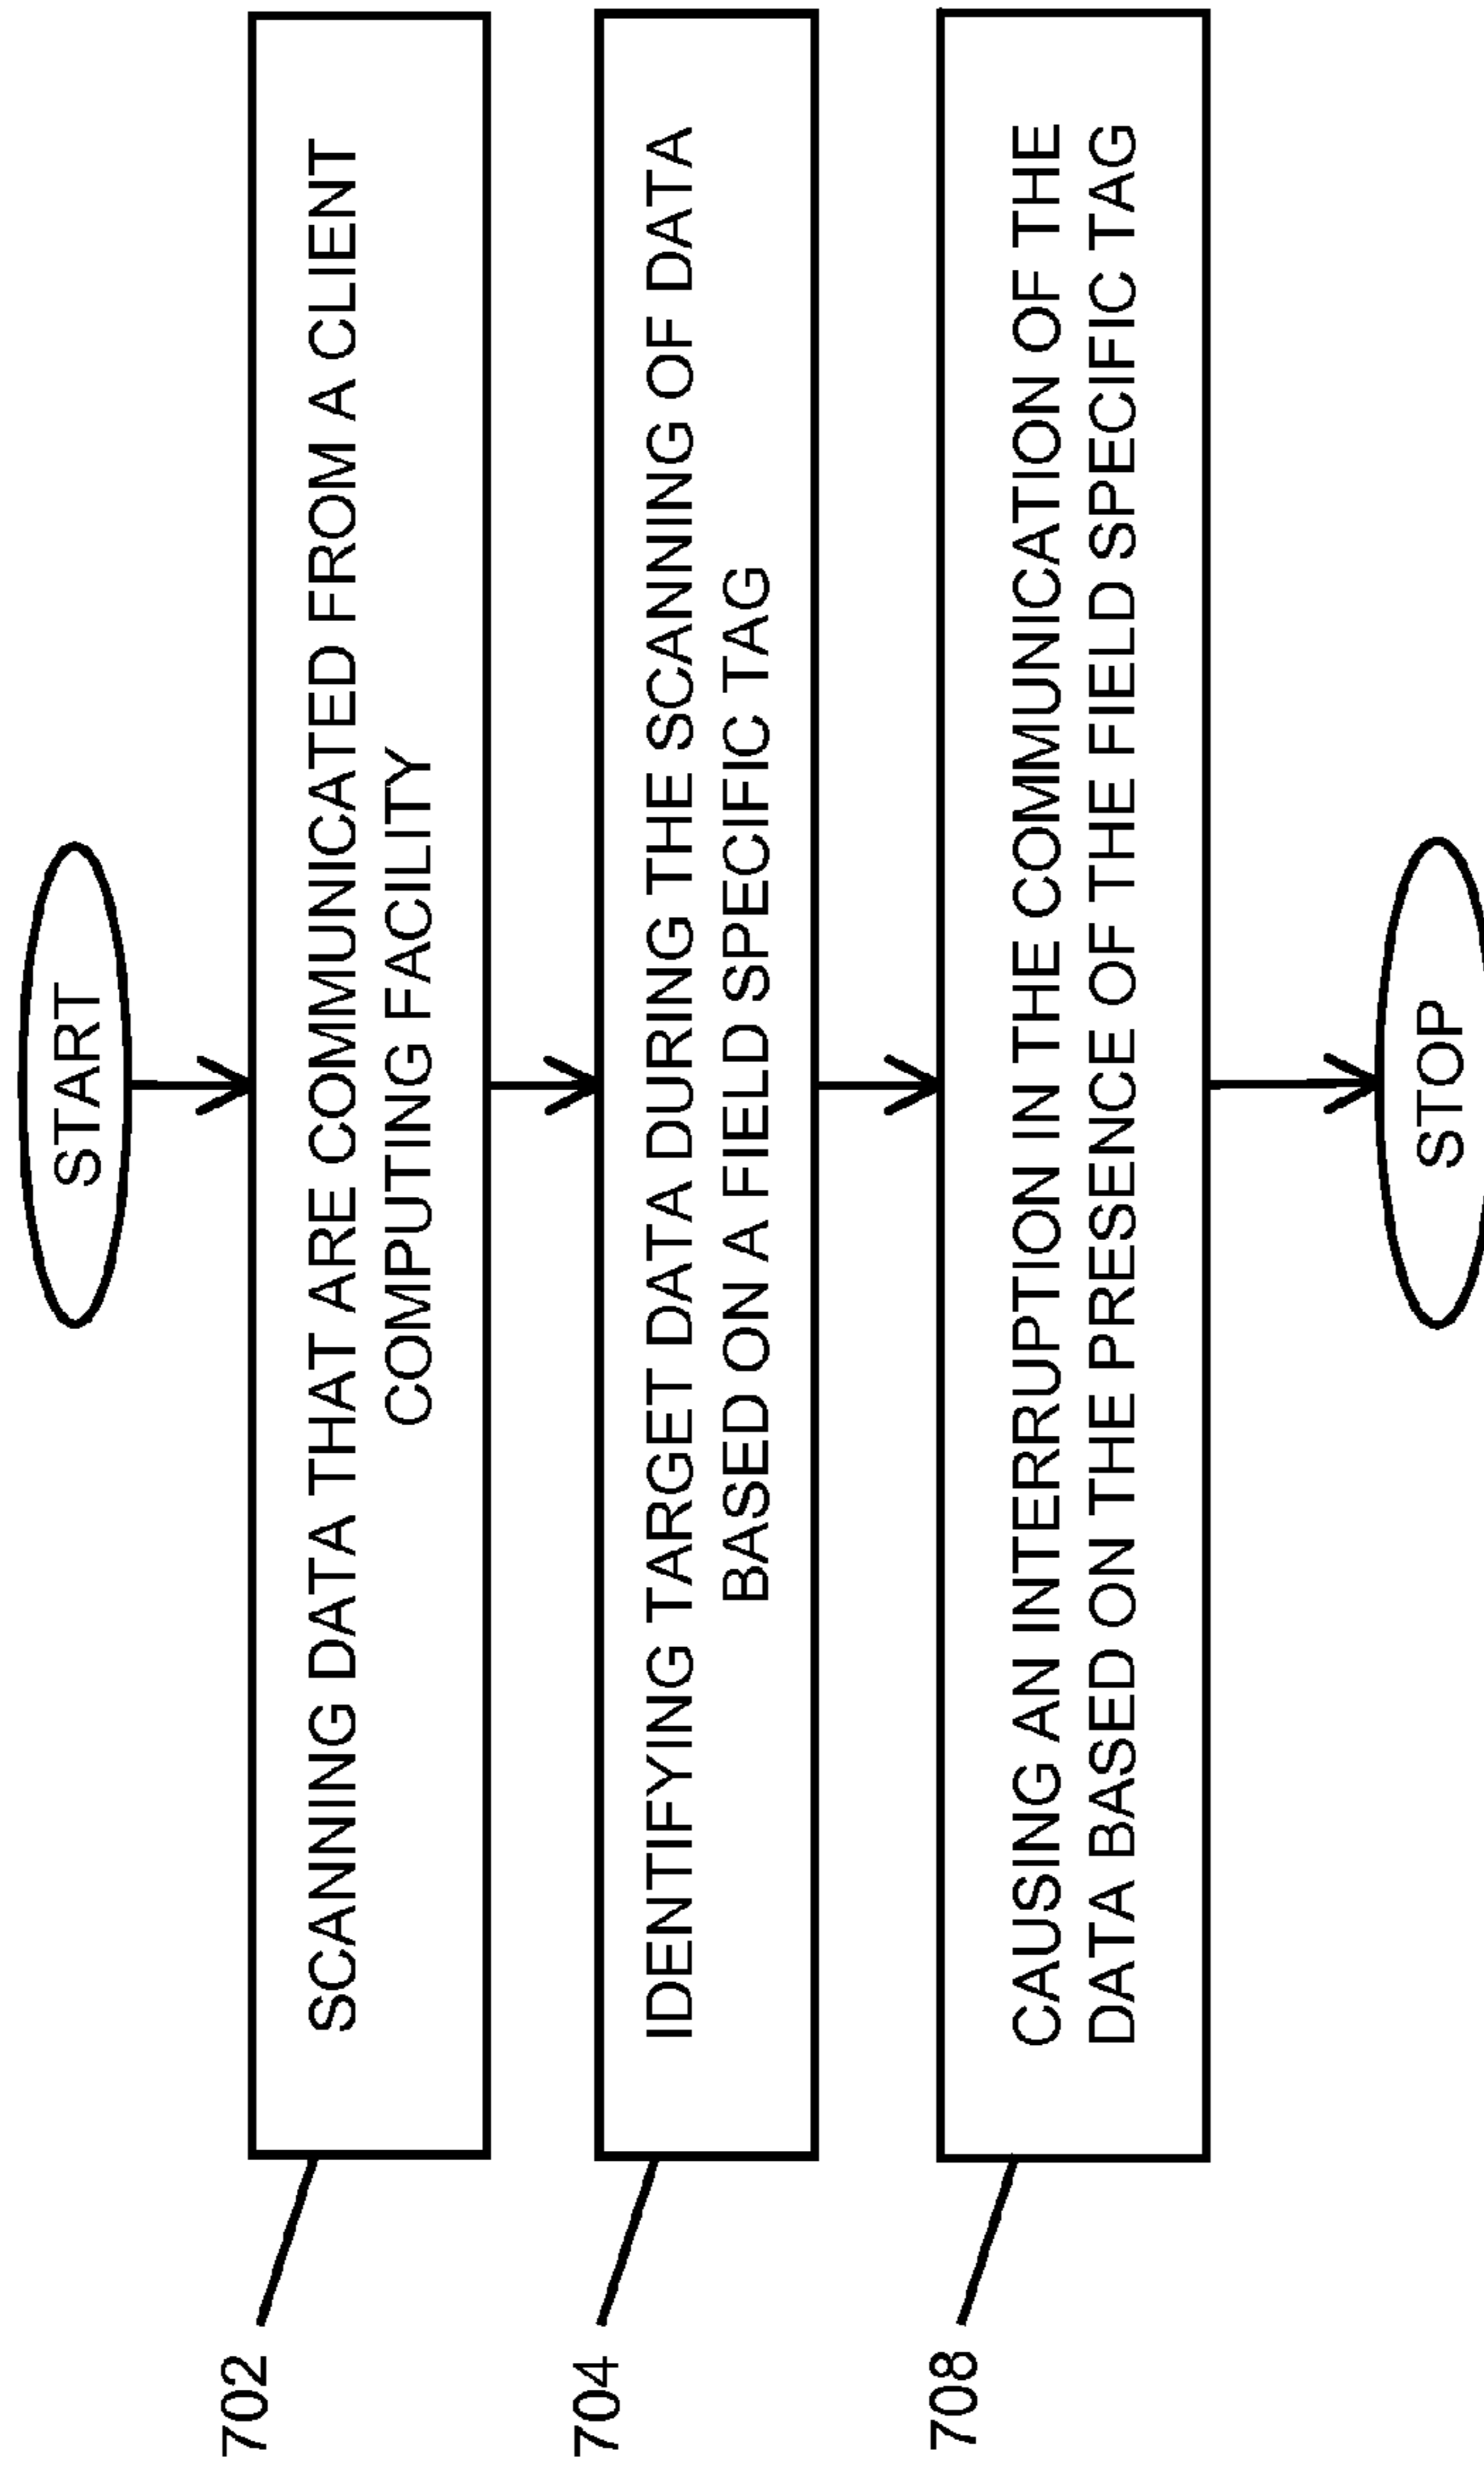 START
702
SCANNING DATA THAT ARE COMMUNICATED FROM A CLIENT
COMPUTING FACILITY
704
IDENTIFYING TARGET DATA DURING THE SCANNING OF DATA
BASED ON A FIELD SPECIFIC TAG
708
CAUSING AN INTERRUPTION IN THE COMMUNICATION OF THE
DATA BASED ON THE PRESENCE OF THE FIELD SPECIFIC TAG
STOP